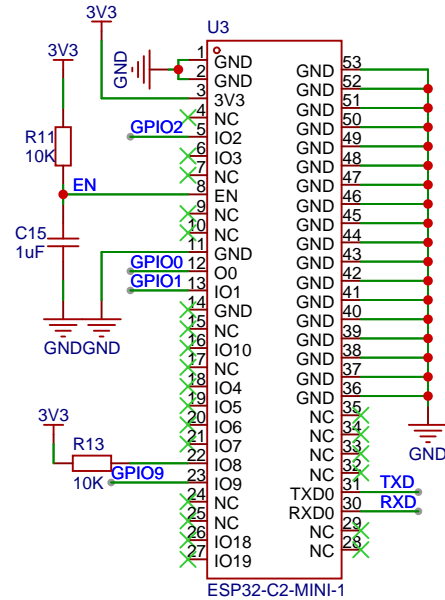 3V3
U3
3V3
R11
10K
EN
C15
1uF
GND
GND
GND
GPIO2
GPIO0
GPIO1
3V3
R13
10K
GPIO9
1 GND
2 GND
3 3V3
4 NC
5 IO2
6 IO3
7 NC
8 EN
9 NC
10 NC
11 GND
12 O0
13 IO1
14 GND
15 NC
16 IO10
17 NC
18 IO4
19 IO5
20 IO6
21 IO7
22 IO8
23 IO9
24 NC
25 NC
26 IO18
27 IO19
GND 53
GND 52
GND 51
GND 50
GND 49
GND 48
GND 47
GND 46
GND 45
GND 44
GND 43
GND 42
GND 41
GND 40
GND 39
GND 38
GND 37
GND 36
NC 35
NC 34
NC 33
NC 32
TXD0 31
RXD0 30
NC 29
NC 28
TXD
RXD
GND
ESP32-C2-MINI-1